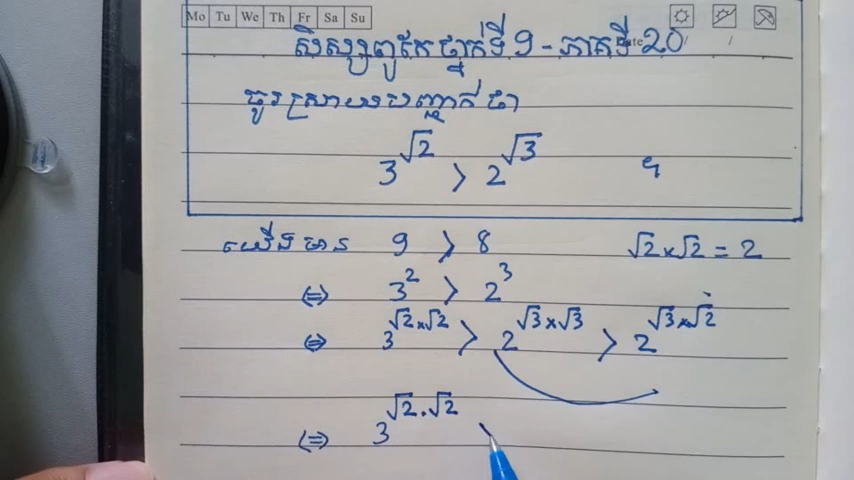 Mo Tu We Th Fr Sa Su
សិស្សពូកែថ្នាក់ទី 9 - ភាគទី 20
Date / /
ចូរស្រាយបញ្ជាក់ថា
3^√2 > 2^√3 ។
យើងមាន 9 > 8 √2 × √2 = 2
⇔ 3^2 > 2^3
⇔ 3^√2×√2 > 2^√3×√3 > 2^√3×√2
⇔ 3^√2.√2